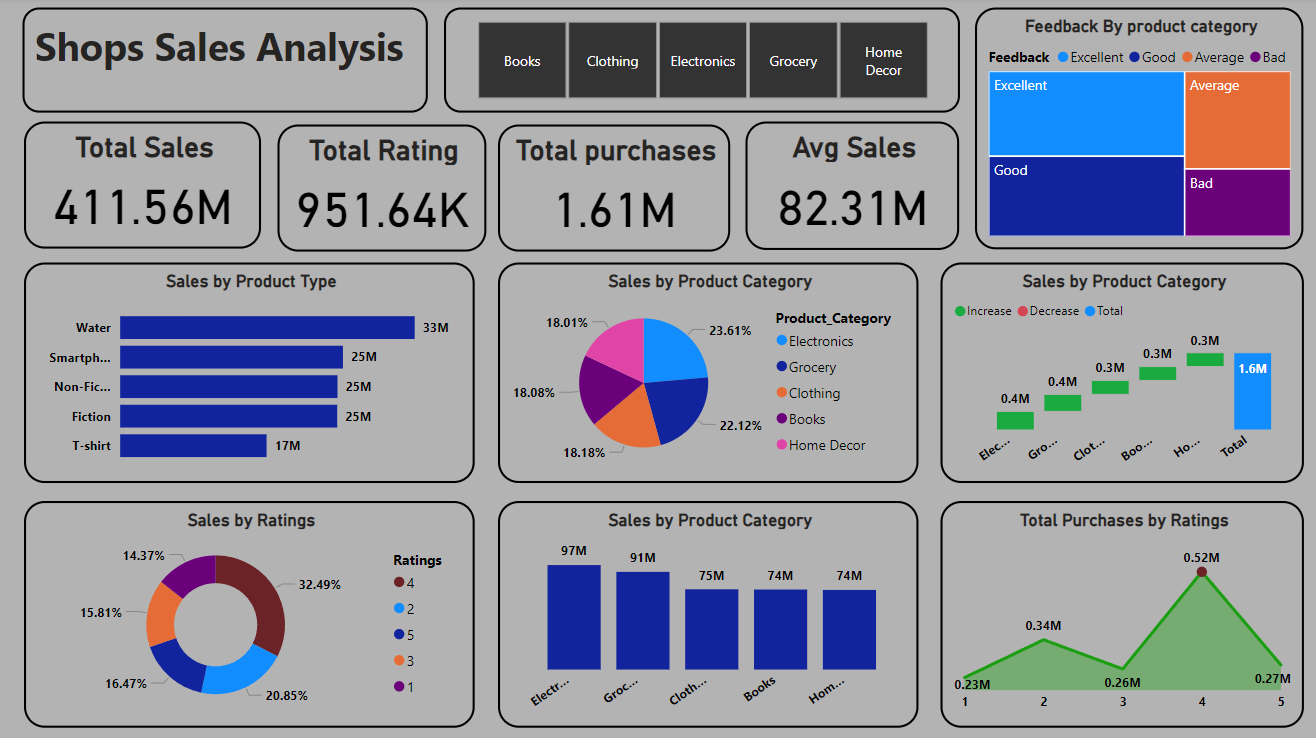 Shops Sales Analysis
Books
Clothing
Electronics
Grocery
Home
Decor
Feedback By product category
Feedback Excellent Good Average Bad
Excellent
Average
Good
Bad
Total Sales
411.56M
Total Rating
951.64K
Total purchases
1.61M
Avg Sales
82.31M
Sales by Product Type
Water 33M
Smartph... 25M
Non-Fic... 25M
Fiction 25M
T-shirt 17M
Sales by Product Category
18.01%
23.61%
18.08%
22.12%
18.18%
Product_Category
Electronics
Grocery
Clothing
Books
Home Decor
Sales by Product Category
Increase Decrease Total
0.4M
0.4M
0.3M
0.3M
0.3M
1.6M
Elec...
Gro...
Clot...
Boo...
Ho...
Total
Sales by Ratings
14.37%
32.49%
15.81%
16.47%
20.85%
Ratings
4
2
5
3
1
Sales by Product Category
97M
91M
75M
74M
74M
Electr...
Groc...
Cloth...
Books
Hom...
Total Purchases by Ratings
0.52M
0.34M
0.23M
0.26M
0.27M
1 2 3 4 5